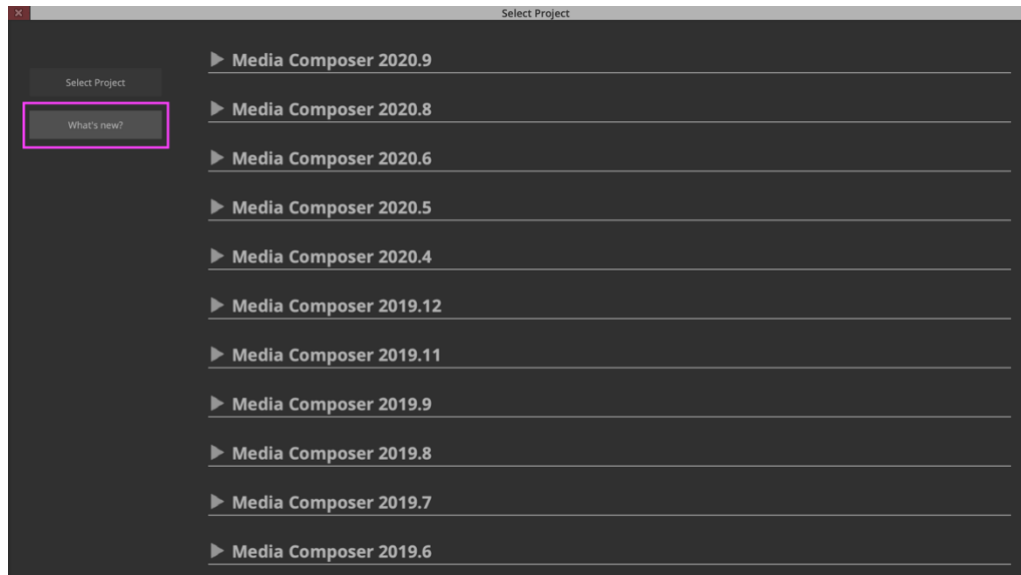 Select Project
Select Project
What's new?
Media Composer 2020.9
Media Composer 2020.8
Media Composer 2020.6
Media Composer 2020.5
Media Composer 2020.4
Media Composer 2019.12
Media Composer 2019.11
Media Composer 2019.9
Media Composer 2019.8
Media Composer 2019.7
Media Composer 2019.6